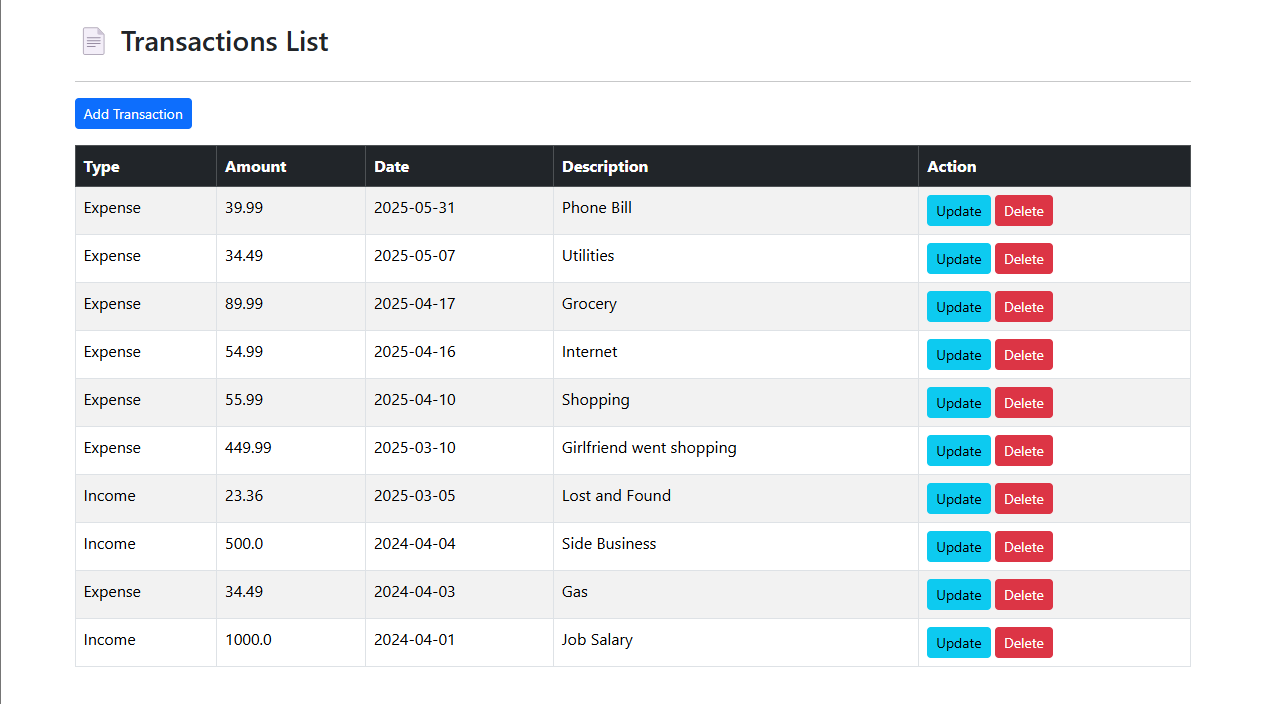 Transactions List
Add Transaction
Type Amount Date Description Action
Expense 39.99 2025-05-31 Phone Bill Update Delete
Expense 34.49 2025-05-07 Utilities Update Delete
Expense 89.99 2025-04-17 Grocery Update Delete
Expense 54.99 2025-04-16 Internet Update Delete
Expense 55.99 2025-04-10 Shopping Update Delete
Expense 449.99 2025-03-10 Girlfriend went shopping Update Delete
Income 23.36 2025-03-05 Lost and Found Update Delete
Income 500.0 2024-04-04 Side Business Update Delete
Expense 34.49 2024-04-03 Gas Update Delete
Income 1000.0 2024-04-01 Job Salary Update Delete